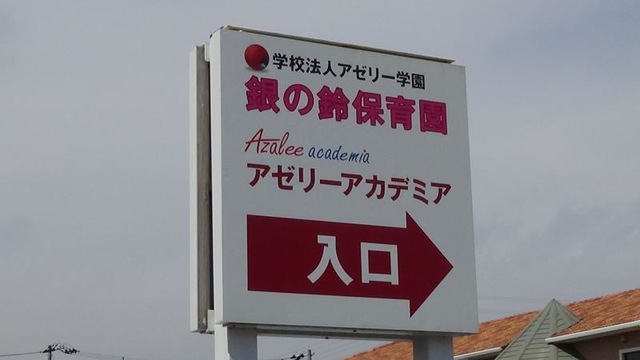 学校法人アゼリー学園
銀の鈴保育園
Azalee academia
アゼリーアカデミア
入口